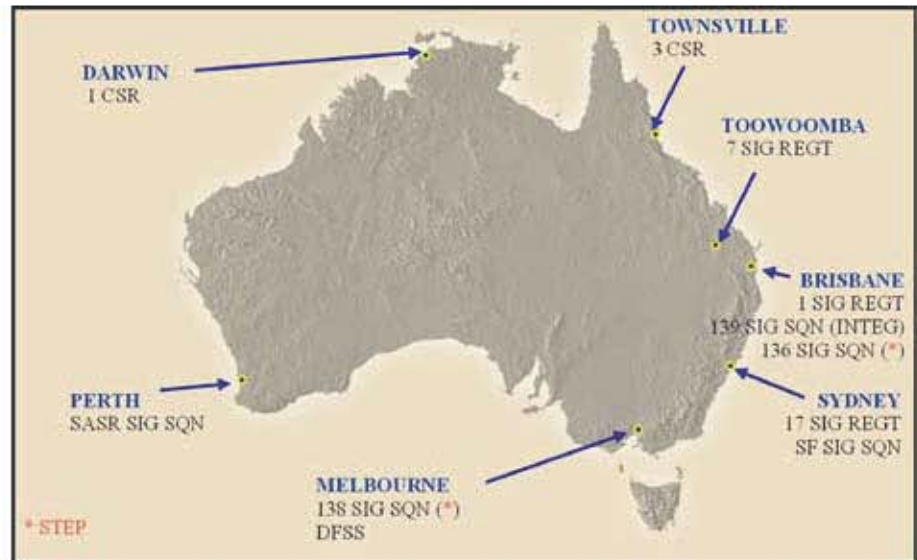 TOWNSVILLE
3 CSR
DARWIN
1 CSR
TOOWOOMBA
7 SIG REGT
BRISBANE
1 SIG REGT
139 SIG SQN (INTEG)
136 SIG SQN (*)
PERTH
SASR SIG SQN
SYDNEY
17 SIG REGT
SF SIG SQN
MELBOURNE
138 SIG SQN (*)
DFSS
* STEP